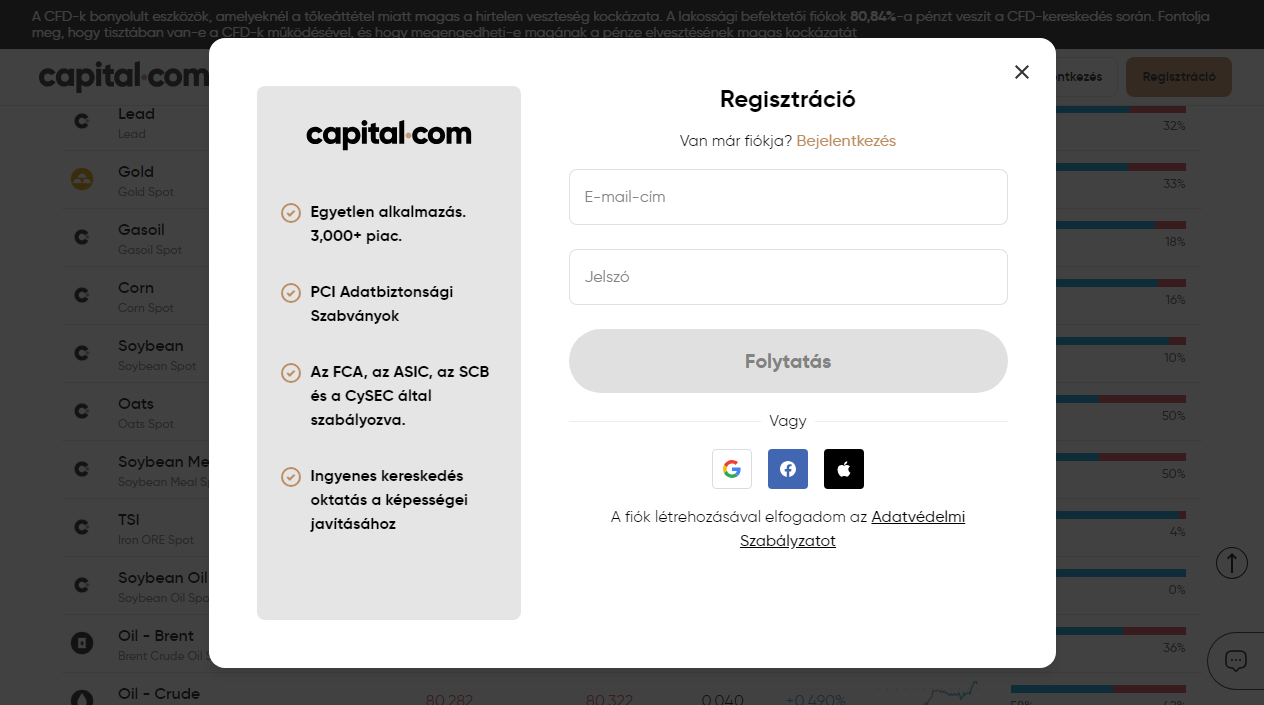 A CFD-k bonyolult eszközök, amelyeknél a tőkeáttétel miatt magas a hirtelen veszteség kockázata. A lakossági befektetői fiókok 80,84%-a pénzt veszít a CFD-kereskedés során. Fontolja
meg, hogy tisztában van-e a CFD-k működésével, és hogy megengedheti-e magának a pénze elvesztésének magas kockázatát
capital.com
ntkezés
Regisztráció
Lead
Lead
32%
Gold
Gold Spot
33%
Gasoil
Gasoil Spot
18%
Corn
Corn Spot
16%
Soybean
Soybean Spot
10%
Oats
Oats Spot
50%
Soybean Me
Soybean Meal Sp
50%
TSI
Iron ORE Spot
4%
Soybean Oil
Soybean Oil Spo
0%
Oil - Brent
Brent Crude Oil S
36%
Oil - Crude
80,282
80,322
0,040
+0,490%
capital.com
Egyetlen alkalmazás.
3,000+ piac.
PCI Adatbiztonsági
Szabványok
Az FCA, az ASIC, az SCB
és a CySEC által
szabályozva.
Ingyenes kereskedés
oktatás a képességei
javításához
Regisztráció
Van már fiókja? Bejelentkezés
E-mail-cím
Jelszó
Folytatás
Vagy
A fiók létrehozásával elfogadom az Adatvédelmi
Szabályzatot